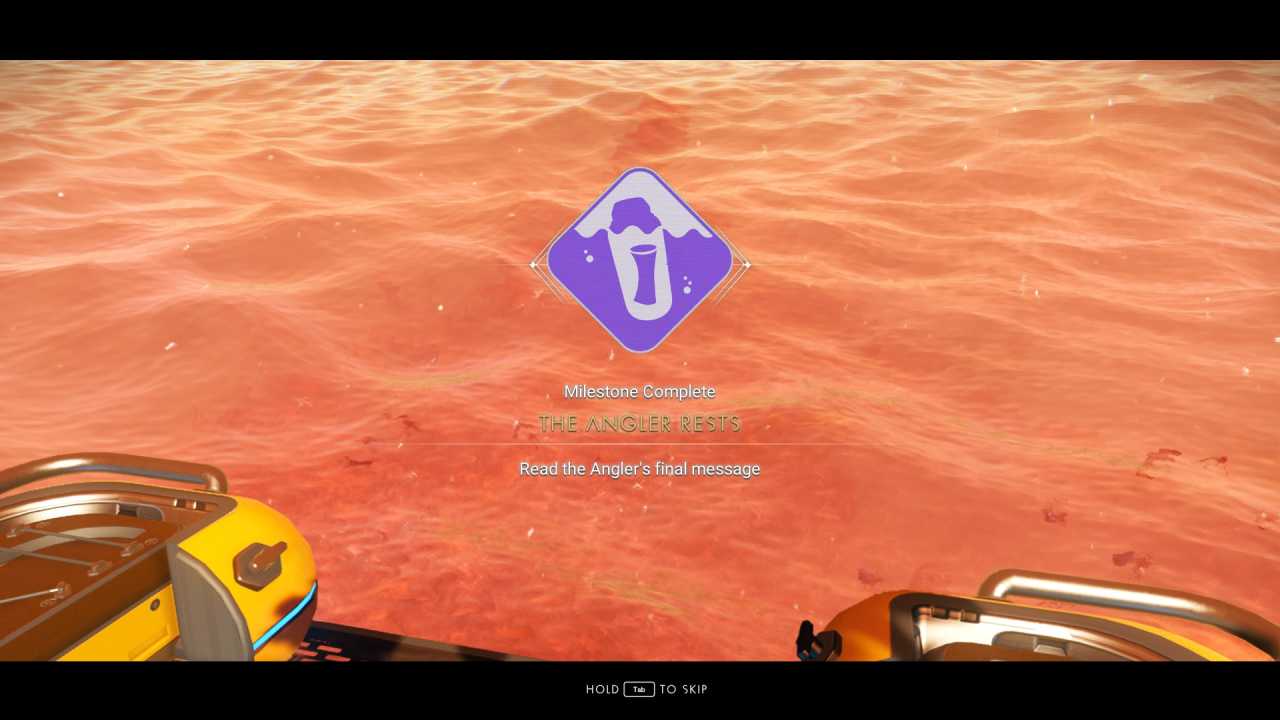 Milestone Complete
THE ANGLER RESTS
Read the Angler's final message
HOLD Tab TO SKIP